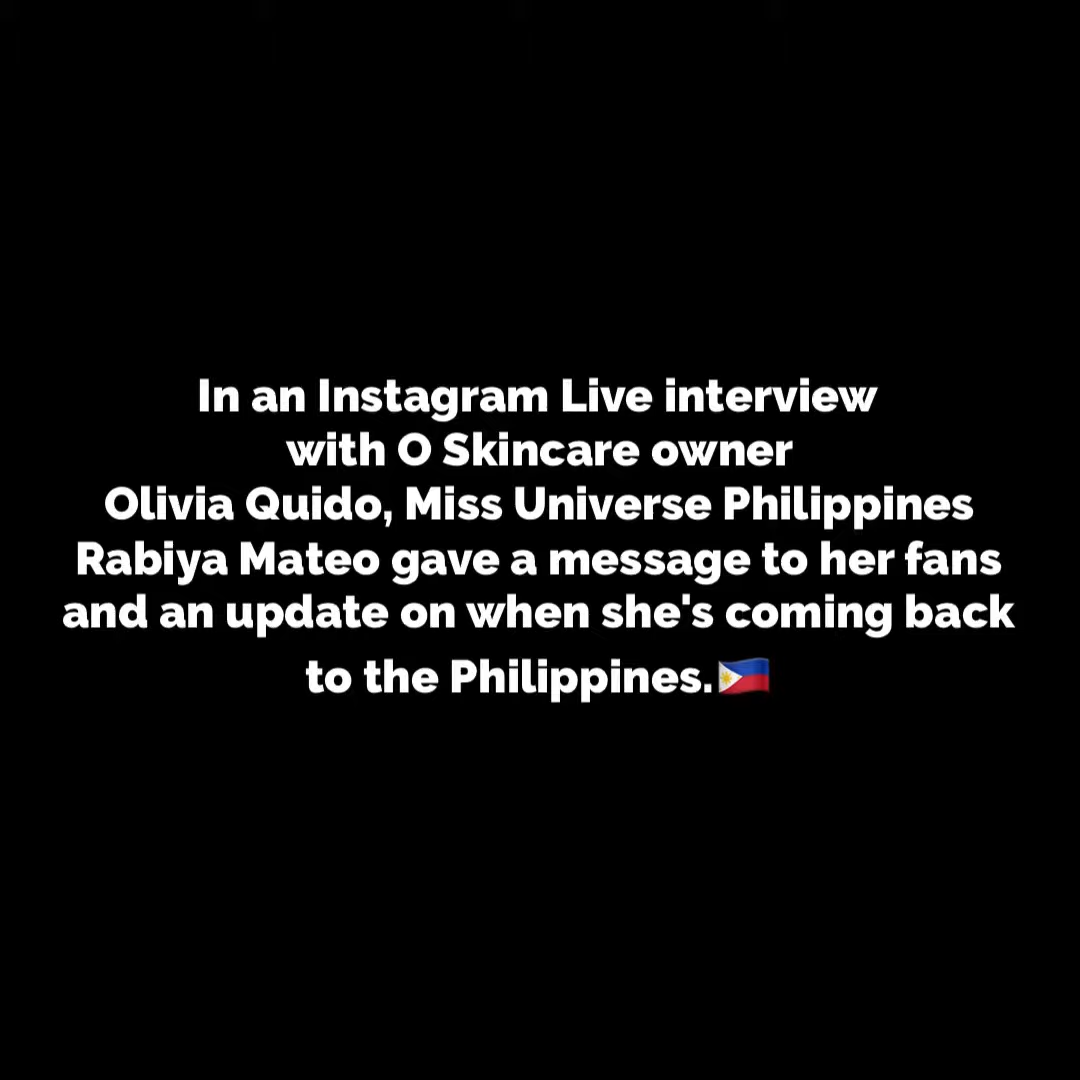 In an Instagram Live interview
with O Skincare owner
Olivia Quido, Miss Universe Philippines
Rabiya Mateo gave a message to her fans
and an update on when she's coming back
to the Philippines.🇵🇭